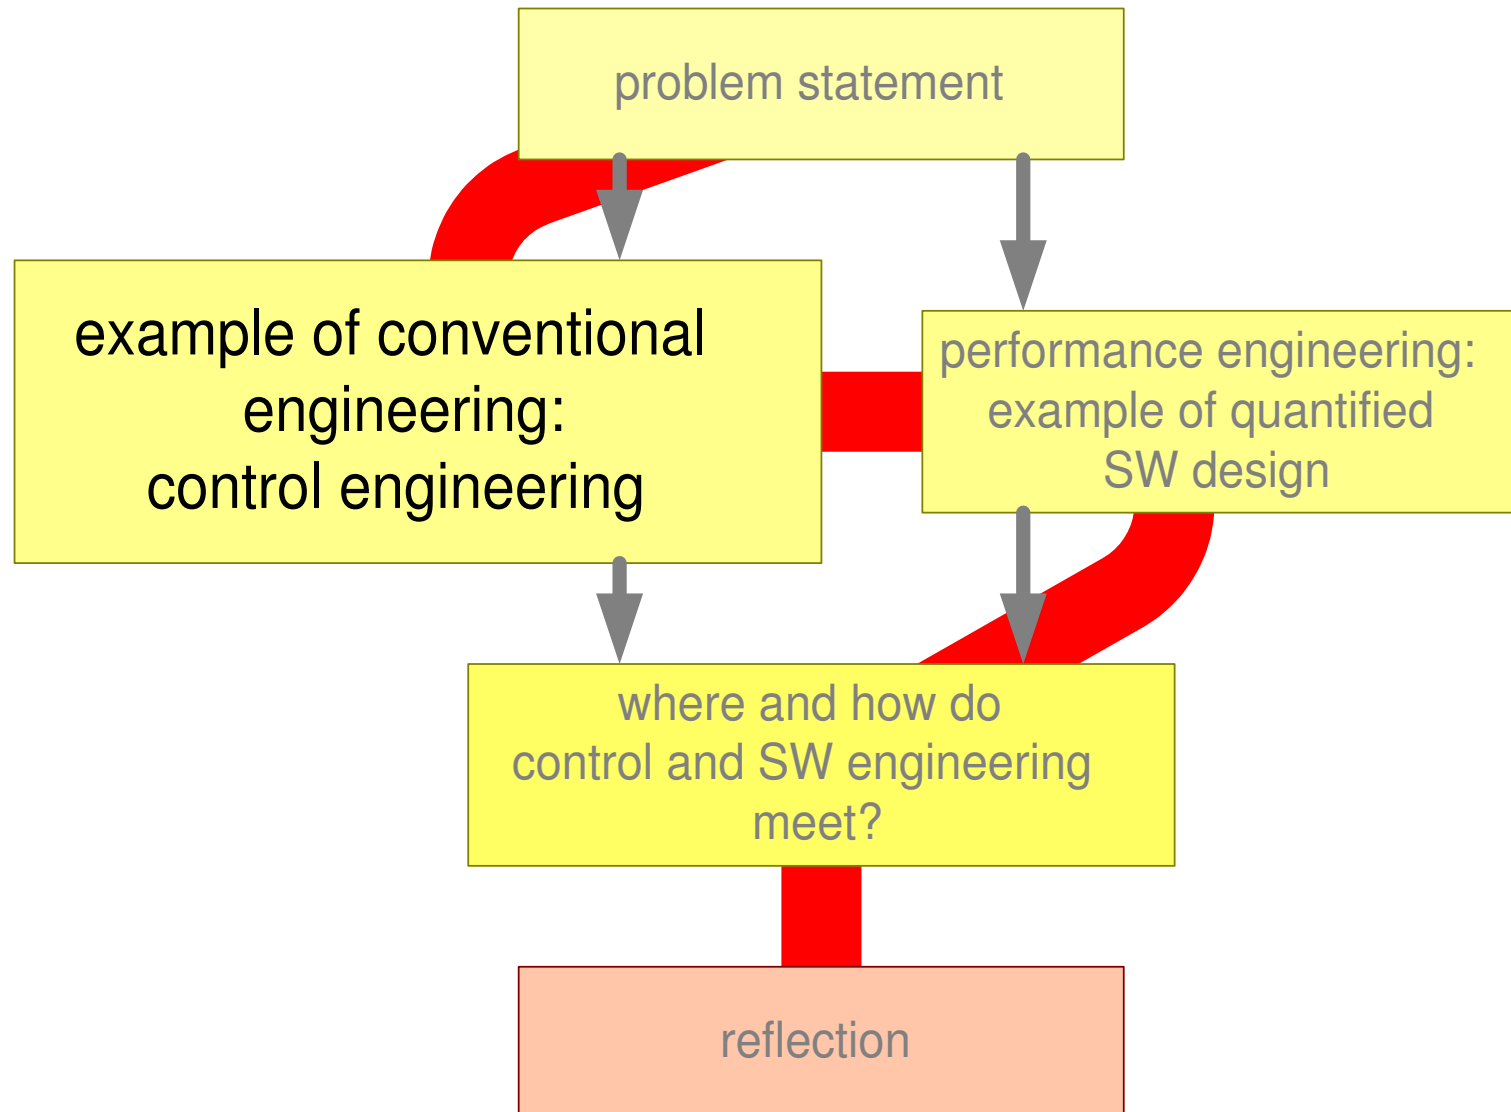 problem statement
example of conventional
engineering:
control engineering
performance engineering:
example of quantified
SW design
where and how do
control and SW engineering
meet?
reflection